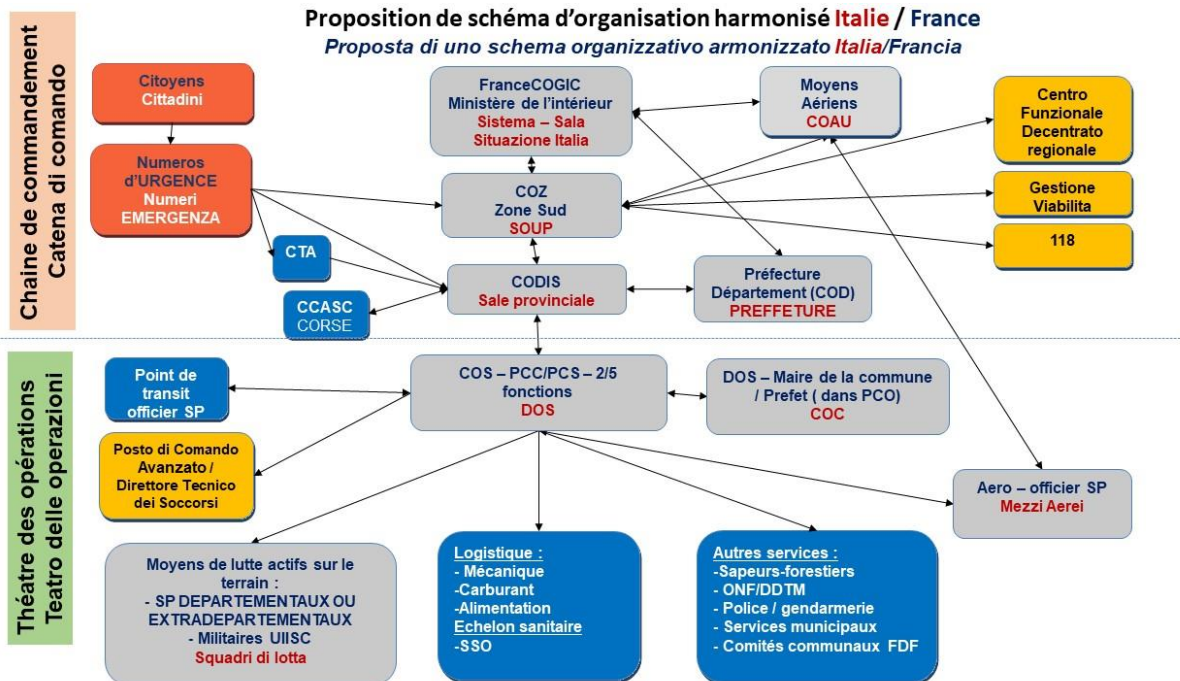 Proposition de schéma d'organisation harmonisé Italie / France
Proposta di uno schema organizzativo armonizzato Italia/Francia
Chaine de commandement
Catena di comando
Citoyens
Cittadini
Numeros
d'URGENCE
Numeri
EMERGENZA
CTA
CCASC
CORSE
FranceCOGIC
Ministère de l'intérieur
Sistema – Sala
Situazione Italia
COZ
Zone Sud
SOUP
CODIS
Sale provinciale
Moyens
Aériens
COAU
Préfecture
Département (COD)
PREFFETURE
Centro
Funzionale
Decentrato
regionale
Gestione
Viabilita
118
Théatre des opérations
Teatro delle operazioni
Point de
transit
officier SP
Posto di Comando
Avanzato /
Direttore Tecnico
dei Soccorsi
COS – PCC/PCS – 2/5
fonctions
DOS
DOS – Maire de la commune
/ Prefet ( dans PCO)
COC
Aero – officier SP
Mezzi Aerei
Moyens de lutte actifs sur le
terrain :
- SP DEPARTEMENTAUX OU
EXTRADEPARTEMENTAUX
- Militaires UIISC
Squadri di lotta
Logistique :
- Mécanique
-Carburant
-Alimentation
Echelon sanitaire
-SSO
Autres services :
-Sapeurs-forestiers
- ONF/DDTM
- Police / gendarmerie
- Services municipaux
- Comités communaux FDF